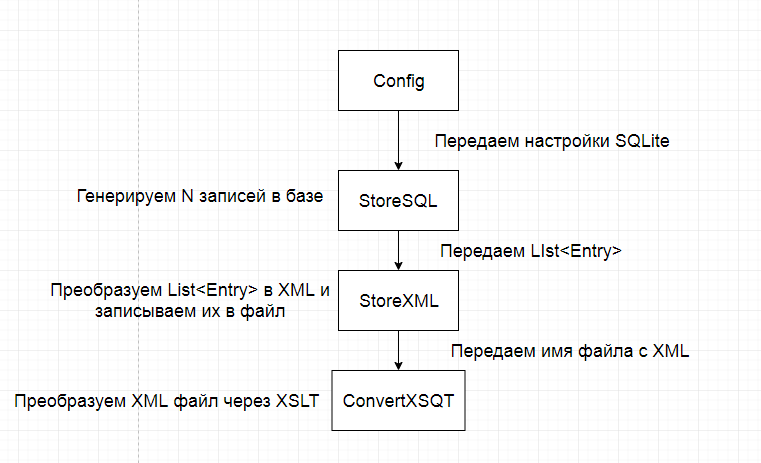 Config
Передаем настройки SQLite
Генерируем N записей в базе
StoreSQL
Передаем LIst<Entry>
Преобразуем List<Entry> в XML и
записываем их в файл
StoreXML
Передаем имя файла с XML
Преобразуем XML файл через XSLT
ConvertXSQT